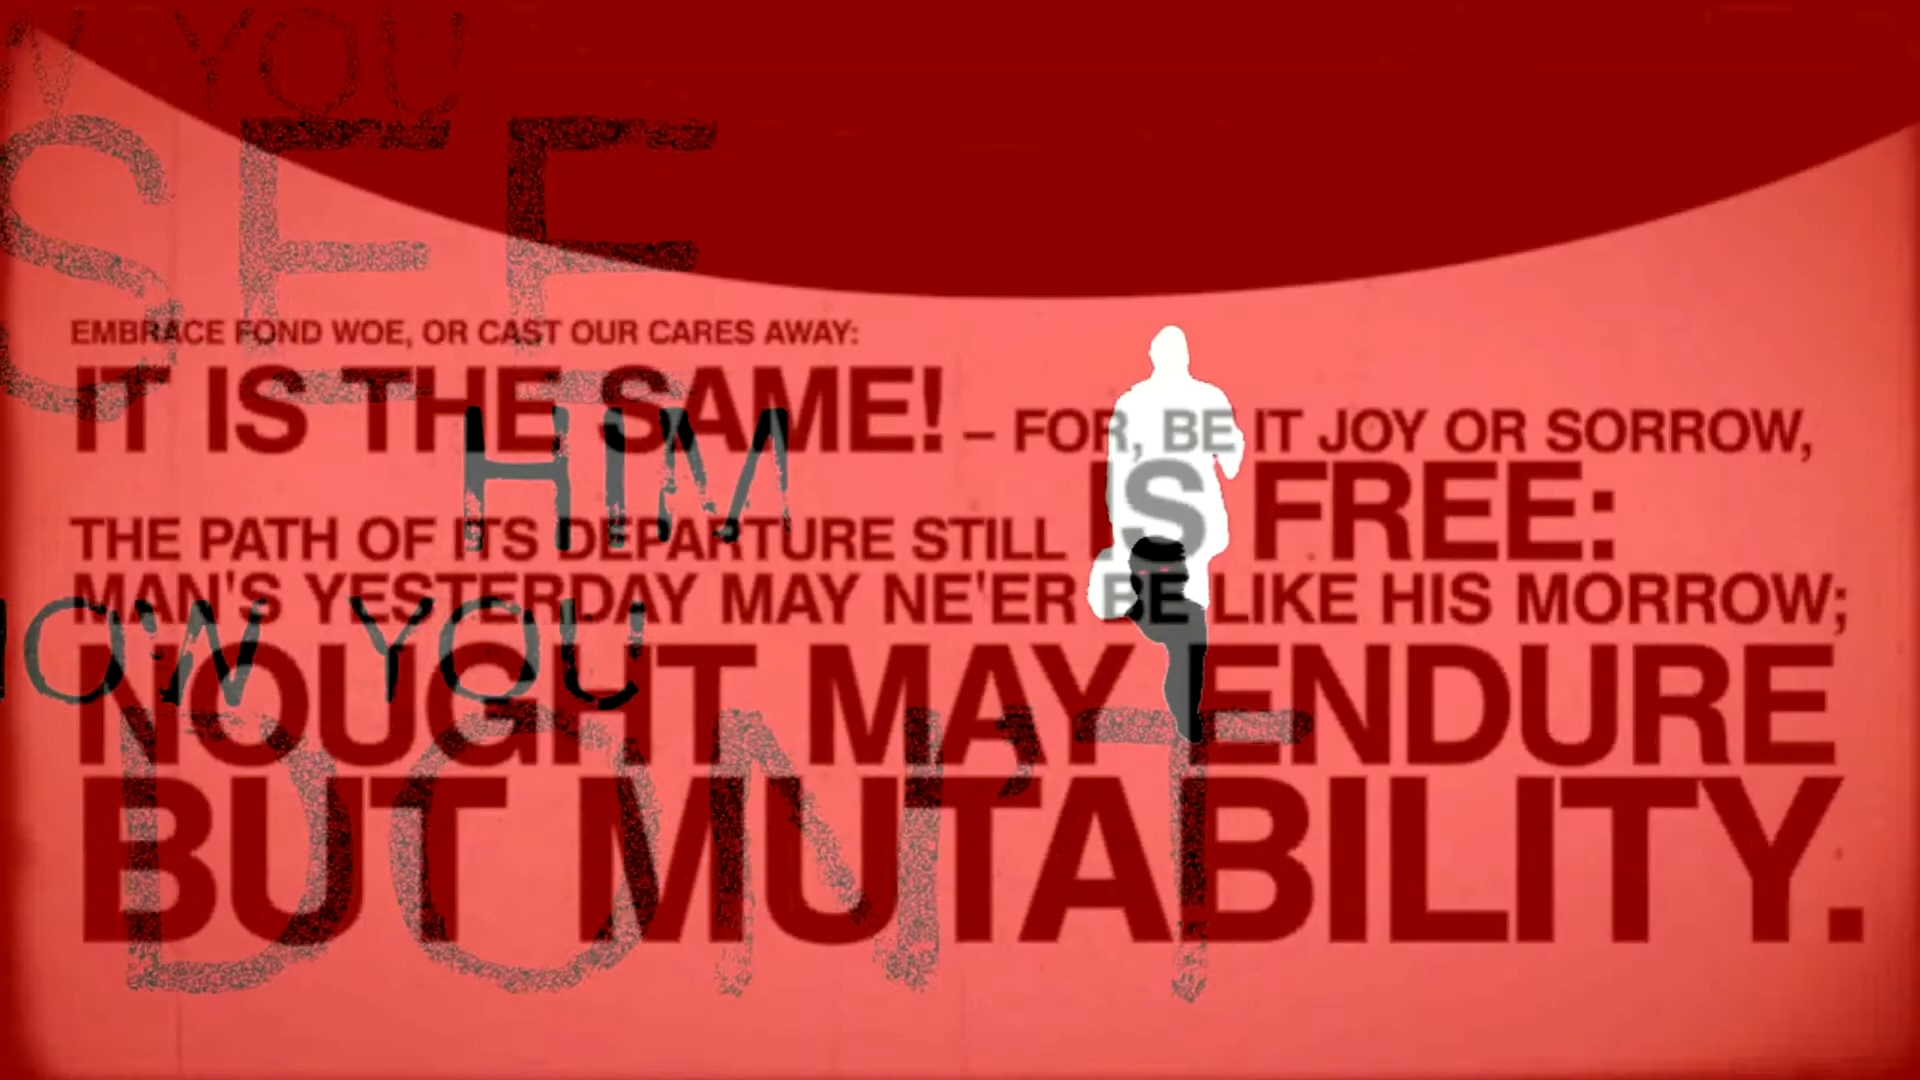 W YOU
SEE
HIM
NOW YOU
DON'T
EMBRACE FOND WOE, OR CAST OUR CARES AWAY:
IT IS THE SAME! – FOR, BE IT JOY OR SORROW,
THE PATH OF ITS DEPARTURE STILL IS FREE:
MAN'S YESTERDAY MAY NE'ER BE LIKE HIS MORROW;
NOUGHT MAY ENDURE
BUT MUTABILITY.